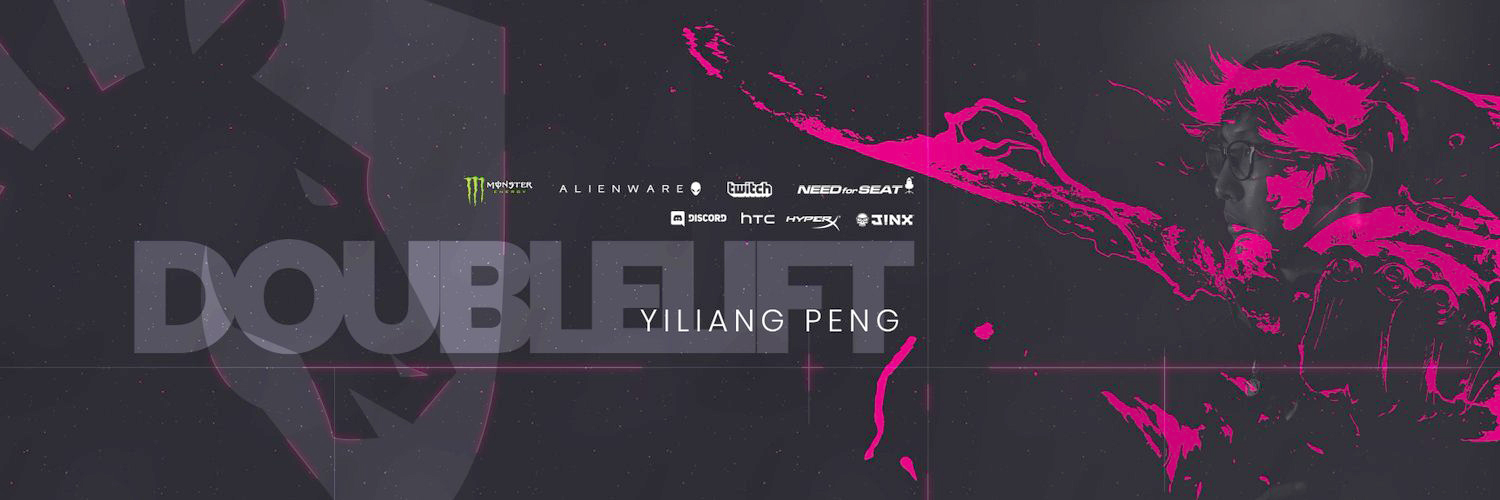 MONSTER ENERGY ALIENWARE twitch NEED for SEAT
DISCORD hTC HYPERX JINX
DOUBLELIFT
YILIANG PENG